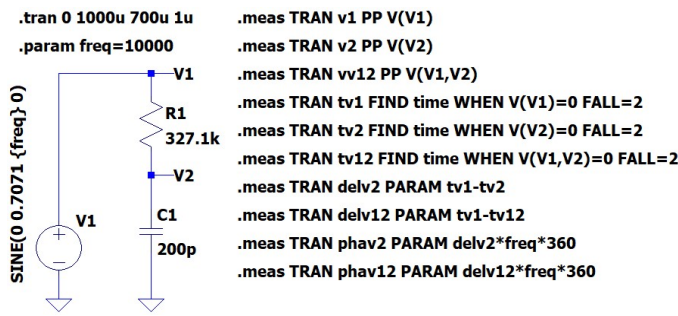 .tran 0 1000u 700u 1u
.param freq=10000
.meas TRAN v1 PP V(V1)
.meas TRAN v2 PP V(V2)
.meas TRAN vv12 PP V(V1,V2)
.meas TRAN tv1 FIND time WHEN V(V1)=0 FALL=2
.meas TRAN tv2 FIND time WHEN V(V2)=0 FALL=2
.meas TRAN tv12 FIND time WHEN V(V1,V2)=0 FALL=2
.meas TRAN delv2 PARAM tv1-tv2
.meas TRAN delv12 PARAM tv1-tv12
.meas TRAN phav2 PARAM delv2*freq*360
.meas TRAN phav12 PARAM delv12*freq*360
SINE(0 0.7071 {freq} 0)
V1
V1
R1
327.1k
V2
C1
200p